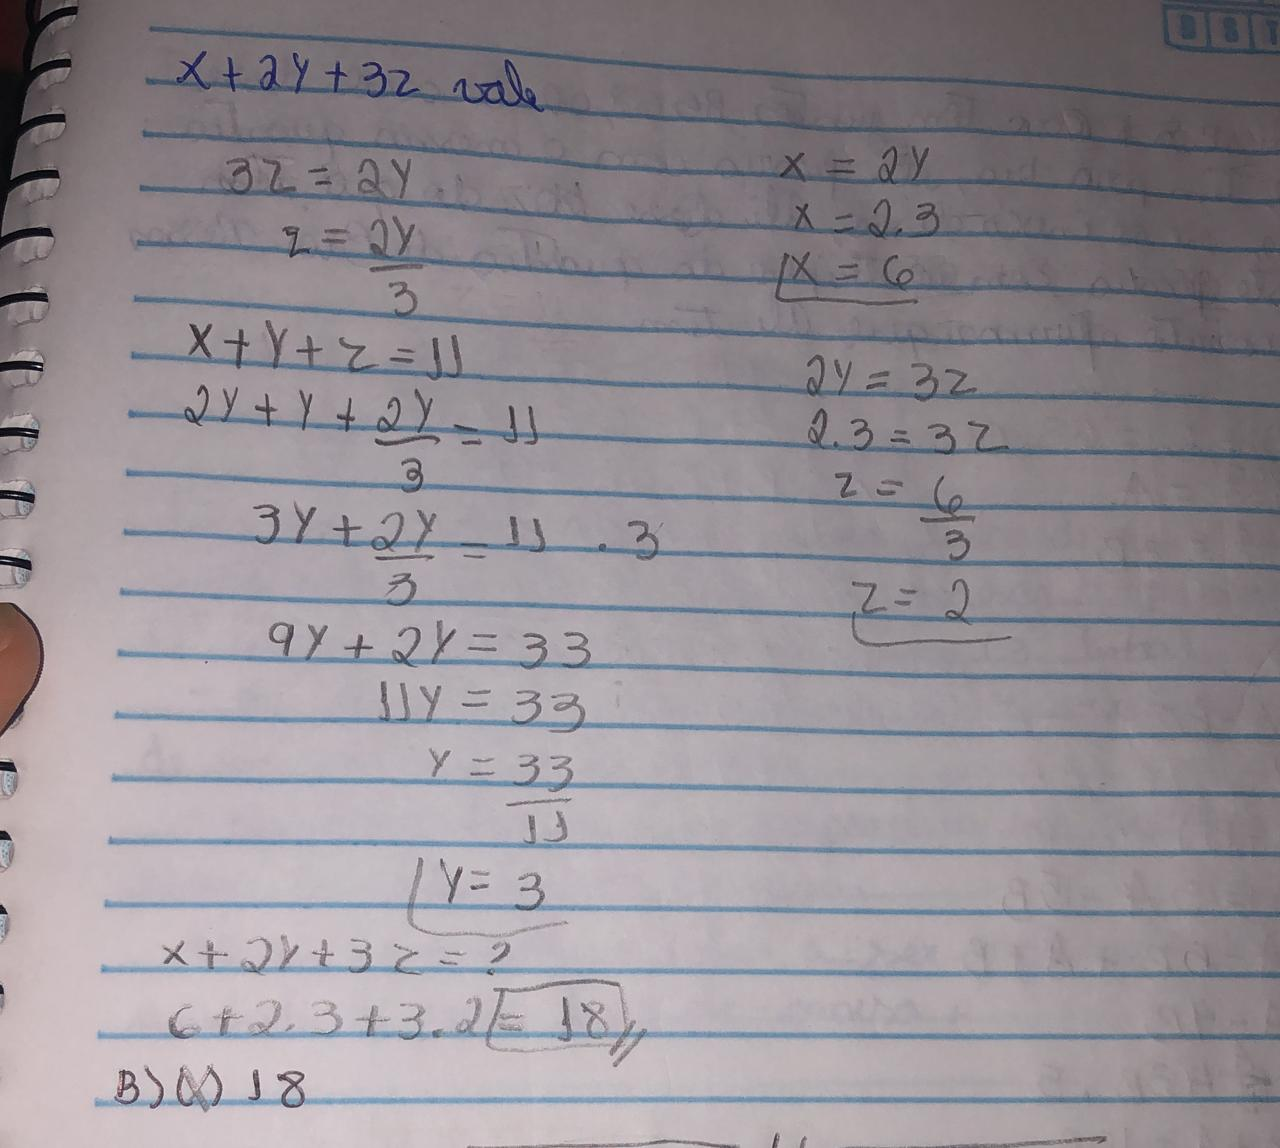 x + 2y + 3z vale
3z = 2y
z = 2y
3
x + y + z = 11
2y + y + 2y = 11
3
3y + 2y = 11 . 3
3
9y + 2y = 33
11y = 33
y = 33
11
y = 3
x = 2y
x = 2.3
x = 6
2y = 3z
2.3 = 3z
z = 6
3
z = 2
x + 2y + 3z = ?
6 + 2.3 + 3.2 = 18
B) (x) 18